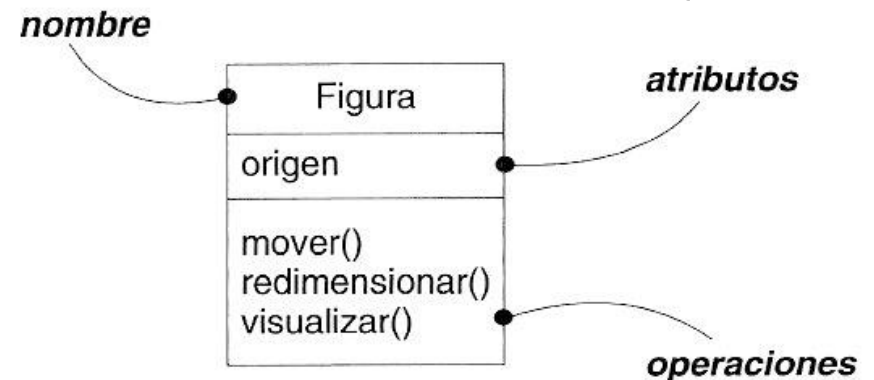 nombre
Figura
atributos
origen
mover()
redimensionar()
visualizar()
operaciones